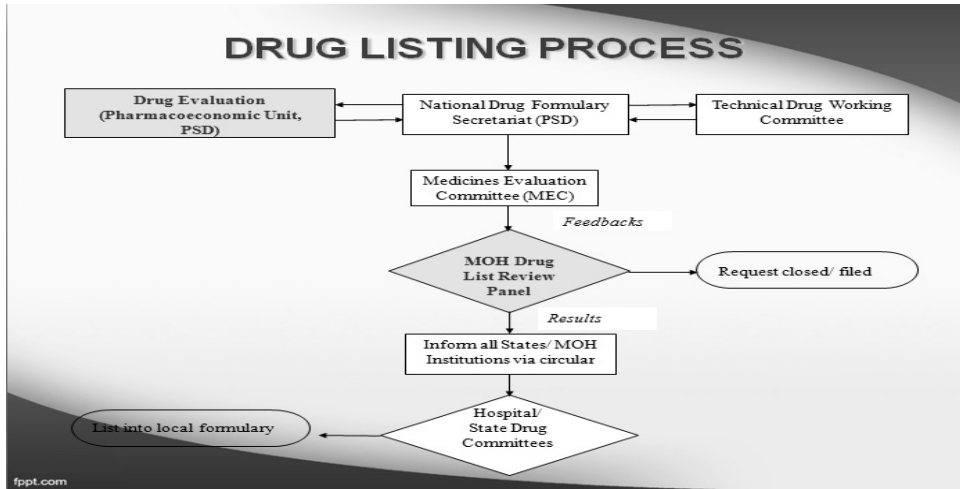 DRUG LISTING PROCESS
Drug Evaluation
(Pharmacoeconomic Unit,
PSD)
National Drug Formulary
Secretariat (PSD)
Technical Drug Working
Committee
Medicines Evaluation
Committee (MEC)
Feedbacks
MOH Drug
List Review
Panel
Request closed/ filed
Results
Inform all States/ MOH
Institutions via circular
Hospital/
State Drug
Committees
List into local formulary
fppt.com